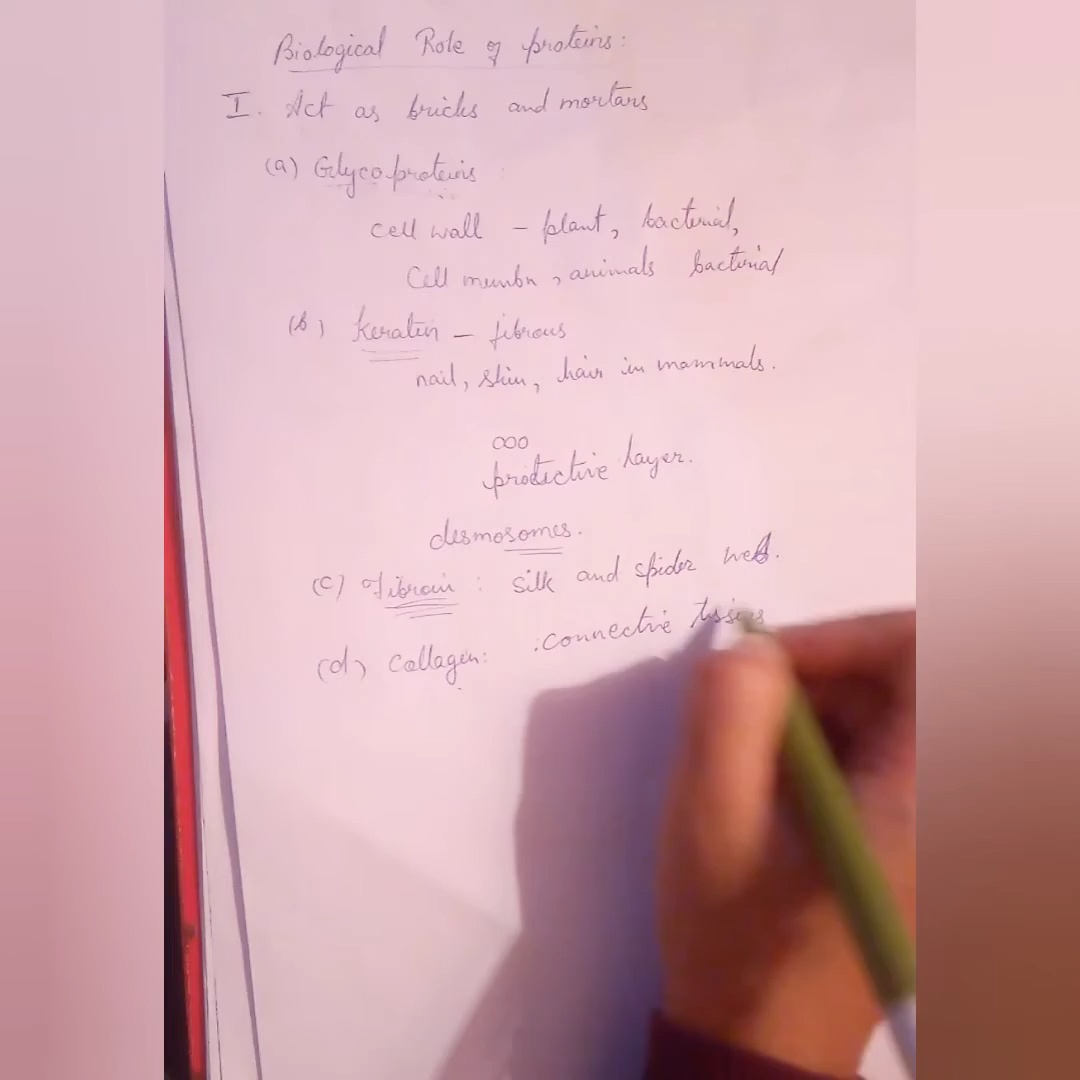 Biological Role of proteins:
I. Act as bricks and mortars
(a) Glycoproteins
cell wall - plant, bacterial,
Cell membn, animals bacterial
(b) Keratin - fibrous
nail, skin, hair in mammals.
protective layer.
desmosomes.
(c) Fibroin : silk and spider web.
(d) Collagen: :connective tissues